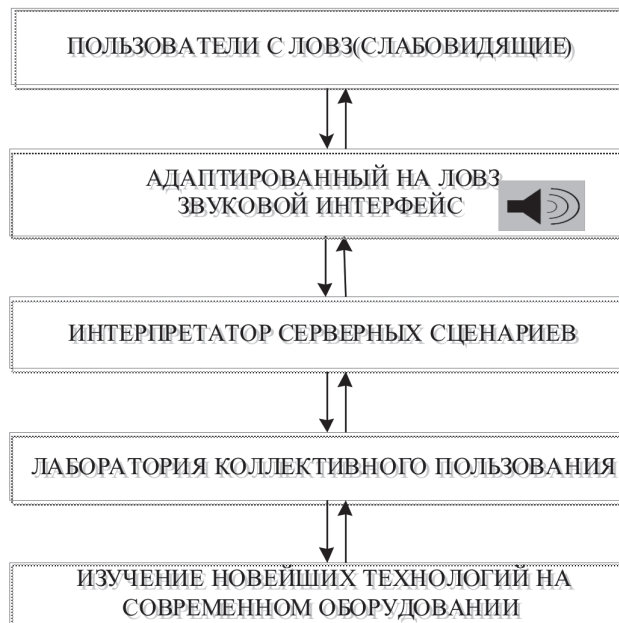 ПОЛЬЗОВАТЕЛИ С ЛОВЗ(СЛАБОВИДЯЩИЕ)
АДАПТИРОВАННЫЙ НА ЛОВЗ
ЗВУКОВОЙ ИНТЕРФЕЙС
ИНТЕРПРЕТАТОР СЕРВЕРНЫХ СЦЕНАРИЕВ
ЛАБОРАТОРИЯ КОЛЛЕКТИВНОГО ПОЛЬЗОВАНИЯ
ИЗУЧЕНИЕ НОВЕЙШИХ ТЕХНОЛОГИЙ НА
СОВРЕМЕННОМ ОБОРУДОВАНИИ